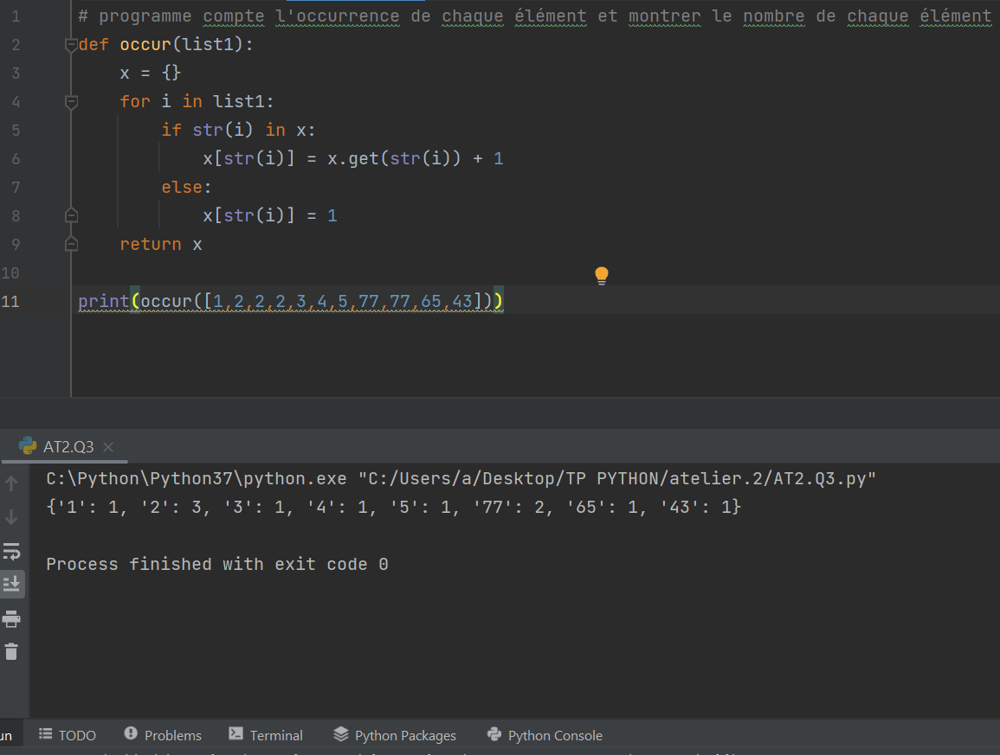 1 # programme compte l'occurrence de chaque élément et montrer le nombre de chaque élément
2 def occur(list1):
3     x = {}
4     for i in list1:
5         if str(i) in x:
6             x[str(i)] = x.get(str(i)) + 1
7         else:
8             x[str(i)] = 1
9     return x
10
11 print(occur([1,2,2,2,3,4,5,77,77,65,43]))
AT2.Q3
C:\Python\Python37\python.exe "C:/Users/a/Desktop/TP PYTHON/atelier.2/AT2.Q3.py"
{'1': 1, '2': 3, '3': 1, '4': 1, '5': 1, '77': 2, '65': 1, '43': 1}
Process finished with exit code 0
un TODO Problems Terminal Python Packages Python Console